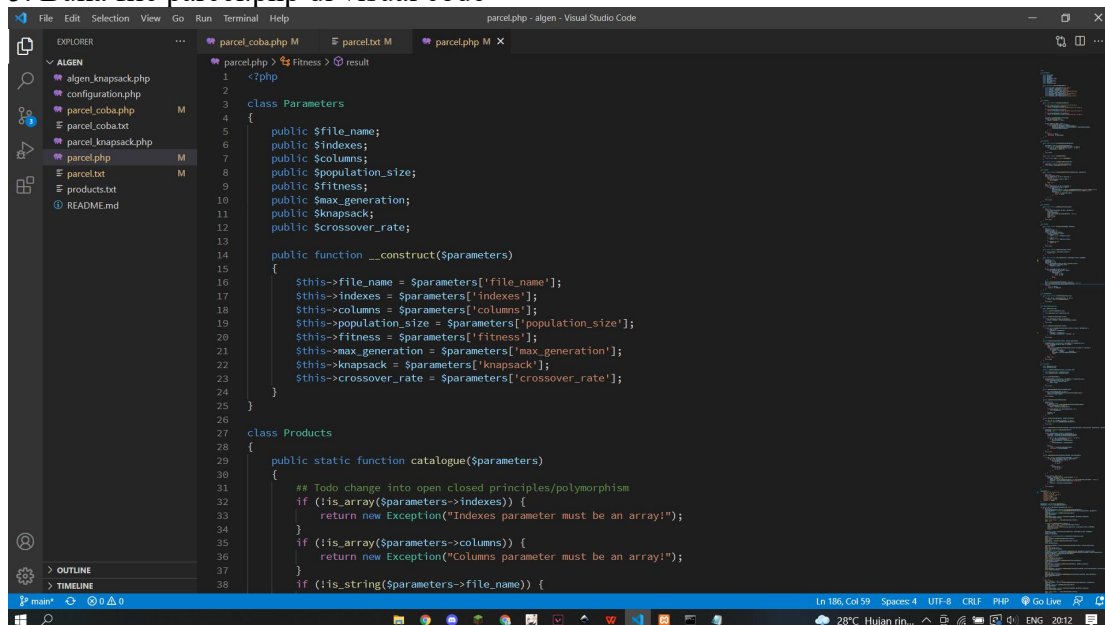 File Edit Selection View Go Run Terminal Help
parcel.php - algen - Visual Studio Code
EXPLORER
ALGEN
algen_knapsack.php
configuration.php
parcel_coba.php M
parcel_coba.txt
parcel_knapsack.php
parcel.php M
parcel.txt M
products.txt
README.md
OUTLINE
TIMELINE
3
parcel_coba.php M
parcel.txt M
parcel.php M
parcel.php > Fitness > result
1 <?php
2
3 class Parameters
4 {
5 public $file_name;
6 public $indexes;
7 public $columns;
8 public $population_size;
9 public $fitness;
10 public $max_generation;
11 public $knapsack;
12 public $crossover_rate;
13
14 public function __construct($parameters)
15 {
16 $this->file_name = $parameters['file_name'];
17 $this->indexes = $parameters['indexes'];
18 $this->columns = $parameters['columns'];
19 $this->population_size = $parameters['population_size'];
20 $this->fitness = $parameters['fitness'];
21 $this->max_generation = $parameters['max_generation'];
22 $this->knapsack = $parameters['knapsack'];
23 $this->crossover_rate = $parameters['crossover_rate'];
24 }
25 }
26
27 class Products
28 {
29 public static function catalogue($parameters)
30 {
31 ## Todo change into open closed principles/polymorphism
32 if (!is_array($parameters->indexes)) {
33 return new Exception("Indexes parameter must be an array!");
34 }
35 if (!is_array($parameters->columns)) {
36 return new Exception("Columns parameter must be an array!");
37 }
38 if (!is_string($parameters->file_name)) {
main* 0 0
Ln 186, Col 59 Spaces: 4 UTF-8 CRLF PHP Go Live
28°C Hujan rin... ENG 20:12